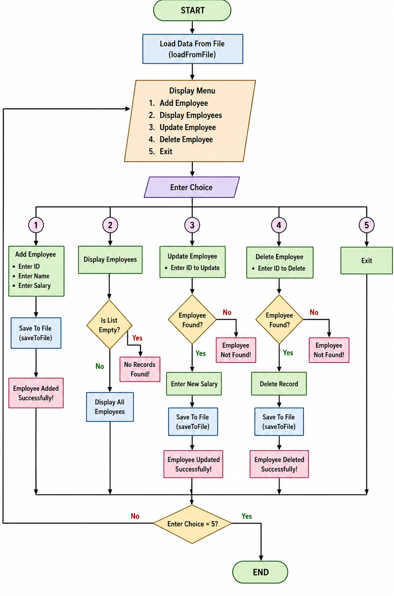 START
Load Data From File
(loadFromFile)
Display Menu
1. Add Employee
2. Display Employees
3. Update Employee
4. Delete Employee
5. Exit
Enter Choice
1
2
3
4
5
Add Employee
• Enter ID
• Enter Name
• Enter Salary
Save To File
(saveToFile)
Employee Added
Successfully!
Display Employees
Is List
Empty?
Yes
No
No Records
Found!
Display All
Employees
Update Employee
• Enter ID to Update
Employee
Found?
No
Yes
Employee
Not Found!
Enter New Salary
Save To File
(saveToFile)
Employee Updated
Successfully!
Delete Employee
• Enter ID to Delete
Employee
Found?
No
Yes
Employee
Not Found!
Delete Record
Save To File
(saveToFile)
Employee Deleted
Successfully!
Exit
No
Enter Choice = 5?
Yes
END